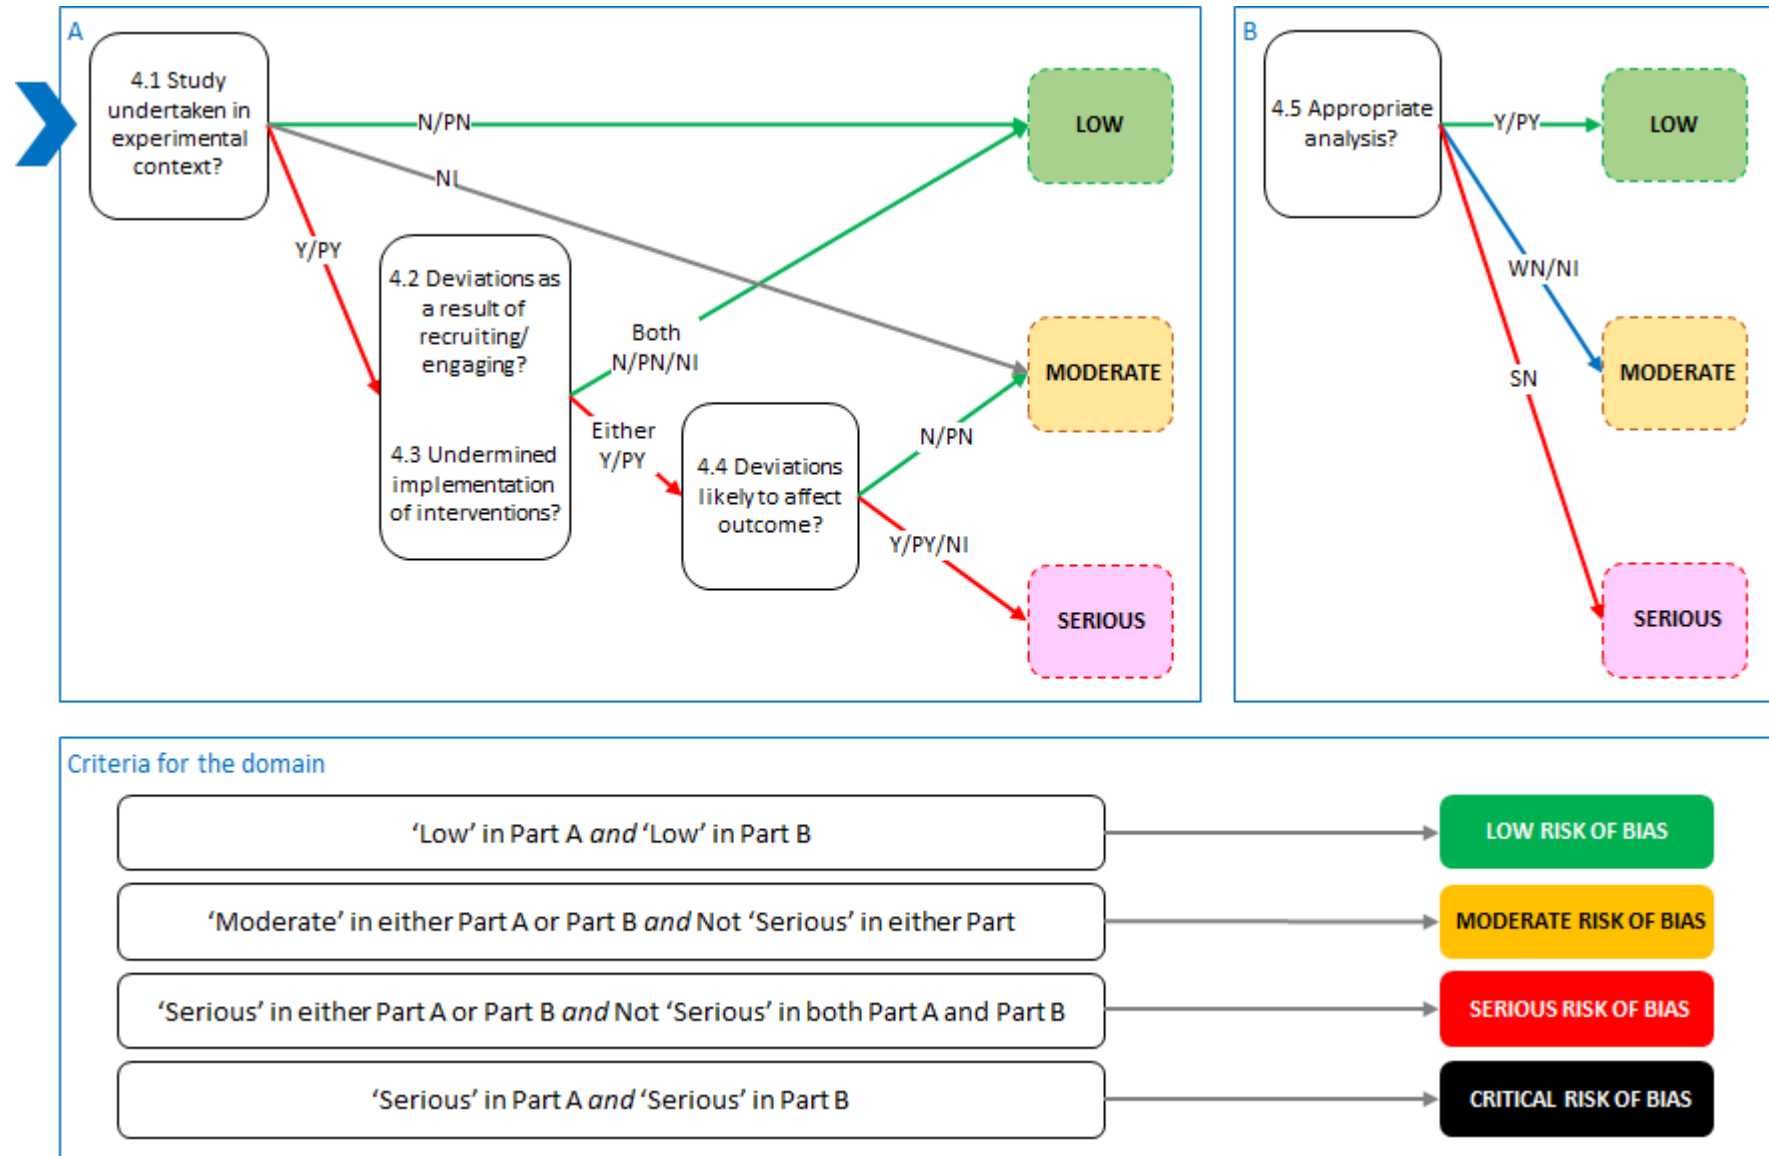 A
4.1 Study
undertaken in
experimental
context?
N/PN
NI
Y/PY
4.2 Deviations as
a result of
recruiting/
engaging?
4.3 Undermined
implementation
of interventions?
Both
N/PN/NI
Either
Y/PY
4.4 Deviations
likely to affect
outcome?
N/PN
Y/PY/NI
LOW
MODERATE
SERIOUS
B
4.5 Appropriate
analysis?
Y/PY
WN/NI
SN
LOW
MODERATE
SERIOUS
Criteria for the domain
‘Low’ in Part A and ‘Low’ in Part B
LOW RISK OF BIAS
‘Moderate’ in either Part A or Part B and Not ‘Serious’ in either Part
MODERATE RISK OF BIAS
‘Serious’ in either Part A or Part B and Not ‘Serious’ in both Part A and Part B
SERIOUS RISK OF BIAS
‘Serious’ in Part A and ‘Serious’ in Part B
CRITICAL RISK OF BIAS